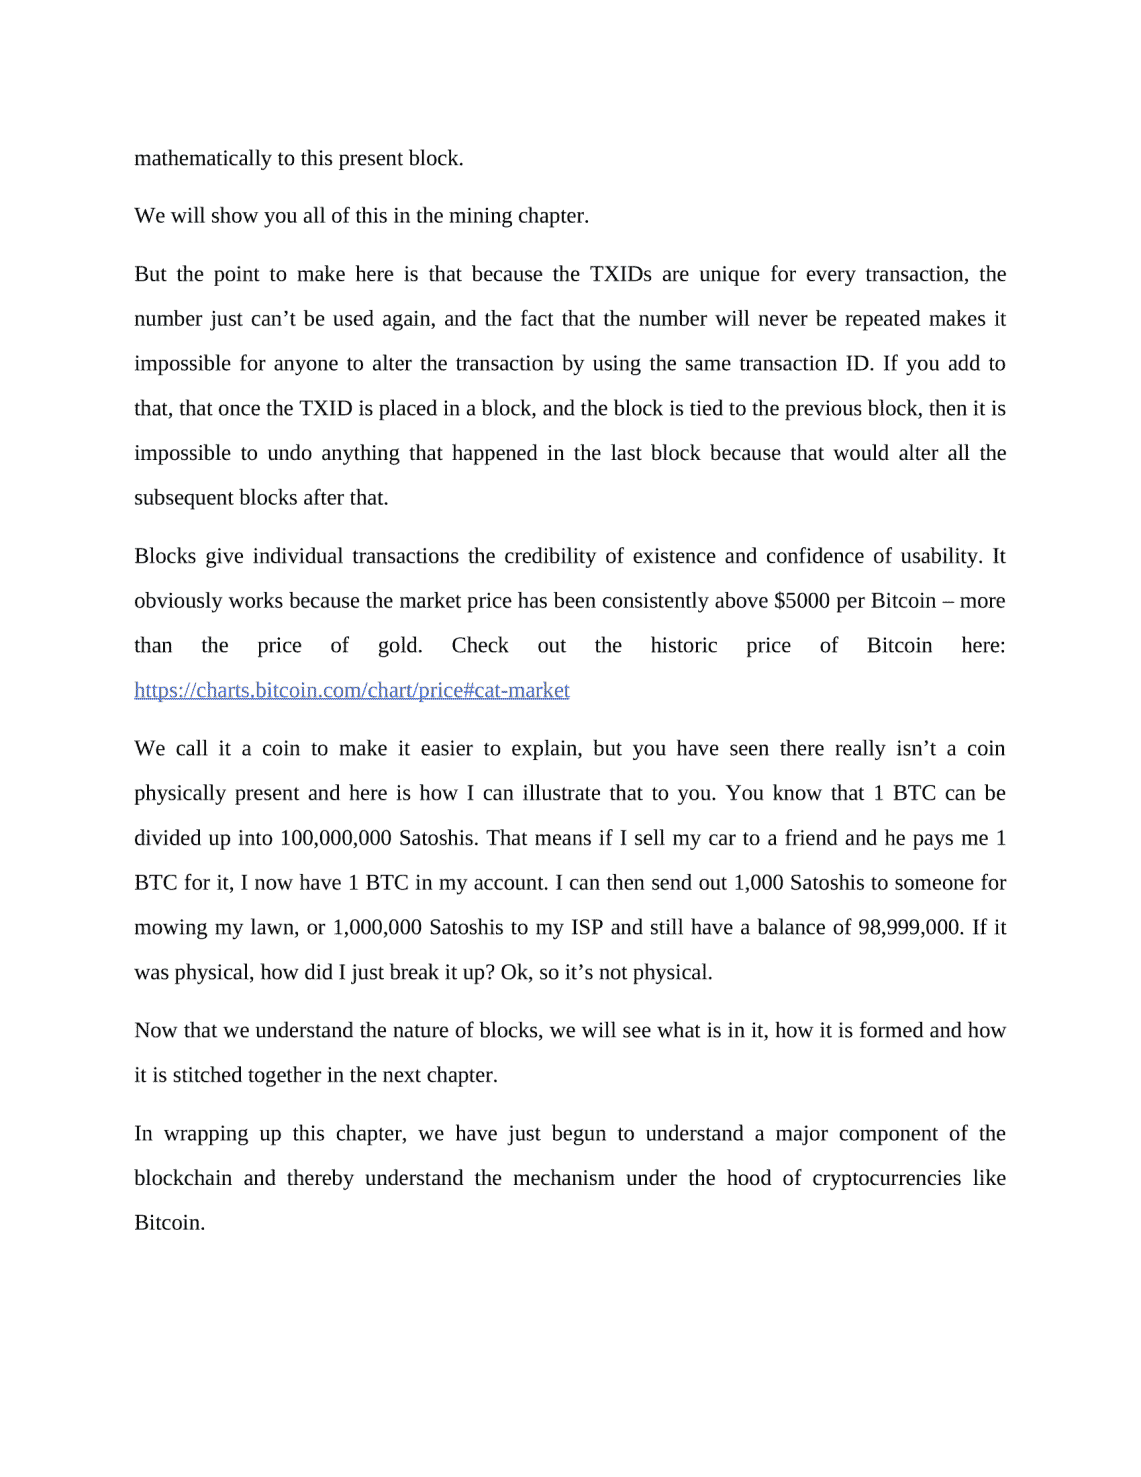 mathematically to this present block.
We will show you all of this in the mining chapter.
But the point to make here is that because the TXIDs are unique for every transaction, the
number just can’t be used again, and the fact that the number will never be repeated makes it
impossible for anyone to alter the transaction by using the same transaction ID. If you add to
that, that once the TXID is placed in a block, and the block is tied to the previous block, then it is
impossible to undo anything that happened in the last block because that would alter all the
subsequent blocks after that.
Blocks give individual transactions the credibility of existence and confidence of usability. It
obviously works because the market price has been consistently above $5000 per Bitcoin – more
than the price of gold. Check out the historic price of Bitcoin here:
https://charts.bitcoin.com/chart/price#cat-market
We call it a coin to make it easier to explain, but you have seen there really isn’t a coin
physically present and here is how I can illustrate that to you. You know that 1 BTC can be
divided up into 100,000,000 Satoshis. That means if I sell my car to a friend and he pays me 1
BTC for it, I now have 1 BTC in my account. I can then send out 1,000 Satoshis to someone for
mowing my lawn, or 1,000,000 Satoshis to my ISP and still have a balance of 98,999,000. If it
was physical, how did I just break it up? Ok, so it’s not physical.
Now that we understand the nature of blocks, we will see what is in it, how it is formed and how
it is stitched together in the next chapter.
In wrapping up this chapter, we have just begun to understand a major component of the
blockchain and thereby understand the mechanism under the hood of cryptocurrencies like
Bitcoin.